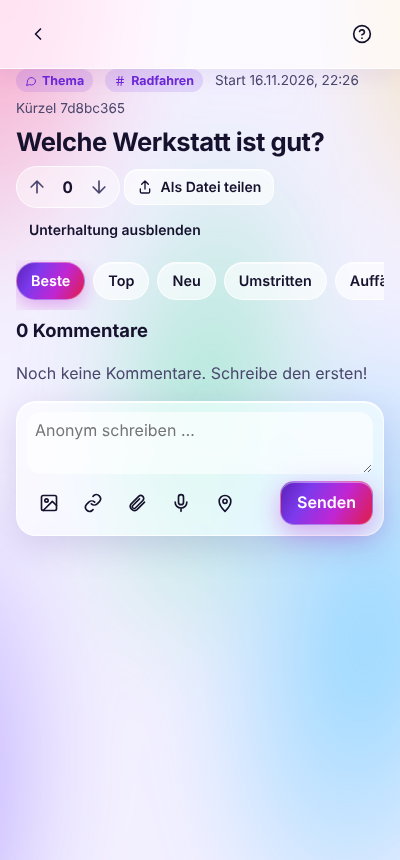 Thema # Radfahren Start 16.11.2026, 22:26
Kürzel 7d8bc365
Welche Werkstatt ist gut?
0 Als Datei teilen
Unterhaltung ausblenden
Beste Top Neu Umstritten Auffä
0 Kommentare
Noch keine Kommentare. Schreibe den ersten!
Anonym schreiben ...
Senden